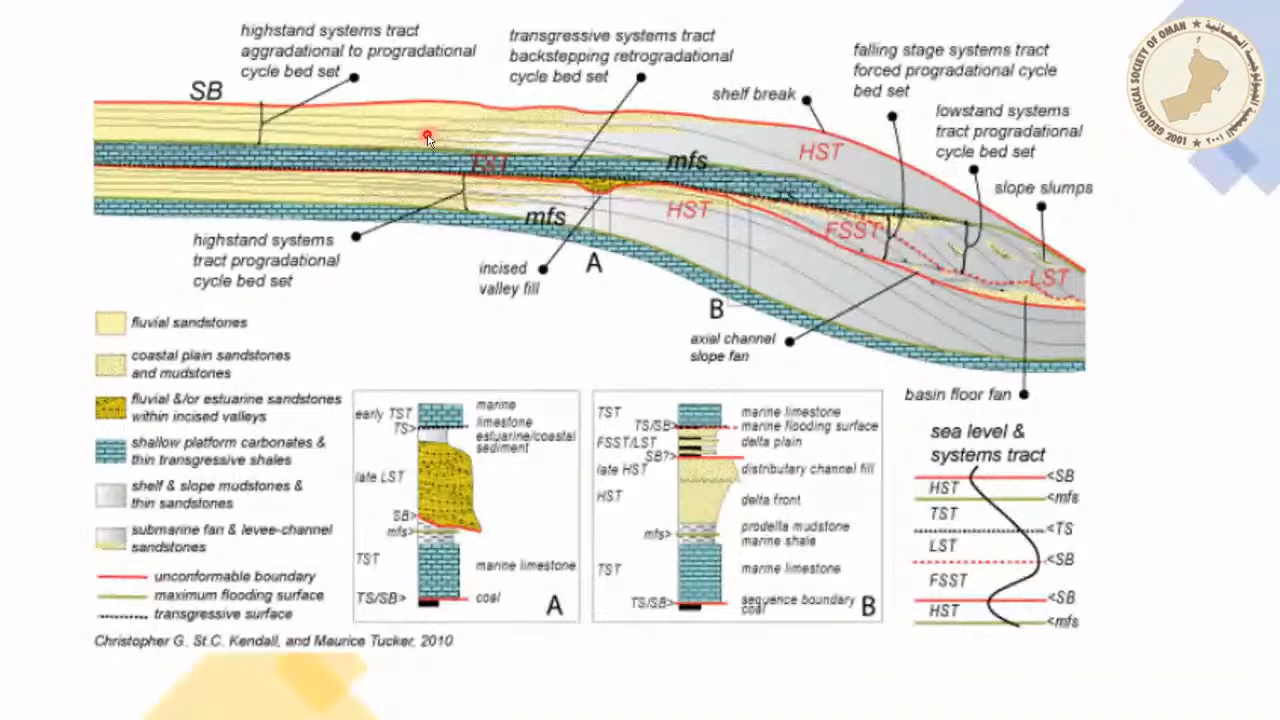 highstand systems tract
aggradational to progradational
cycle bed set
transgressive systems tract
backstepping retrogradational
cycle bed set
falling stage systems tract
forced progradational cycle
bed set
shelf break
lowstand systems
tract progradational
cycle bed set
slope slumps
SB
HST
TST
mfs
HST
mfs
FSST
LST
highstand systems
tract progradational
cycle bed set
incised
valley fill
A
B
axial channel
slope fan
basin floor fan
fluvial sandstones
coastal plain sandstones
and mudstones
fluvial &/or estuarine sandstones
within incised valleys
shallow platform carbonates &
thin transgressive shales
shelf & slope mudstones &
thin sandstones
submarine fan & levee-channel
sandstones
unconformable boundary
maximum flooding surface
transgressive surface
early TST
TS>
late LST
SB>
mfs>
TST
TS/SB>
marine
limestone
estuarine/coastal
sediment
marine limestone
coal
A
TST
TS/SB>
FSST/LST
SB?>
late HST
HST
mfs>
TST
TS/SB>
marine limestone
marine flooding surface
delta plain
distributary channel fill
delta front
prodelta mudstone
marine shale
marine limestone
sequence boundary
coal
B
sea level &
systems tract
<SB
HST
<mfs
TST
<TS
LST
<SB
FSST
<SB
HST
<mfs
Christopher G. St.C. Kendall, and Maurice Tucker, 2010
GEOLOGICAL SOCIETY OF OMAN
الجمعية الجيولوجية العمانية
2001 ★ ٢٠٠١